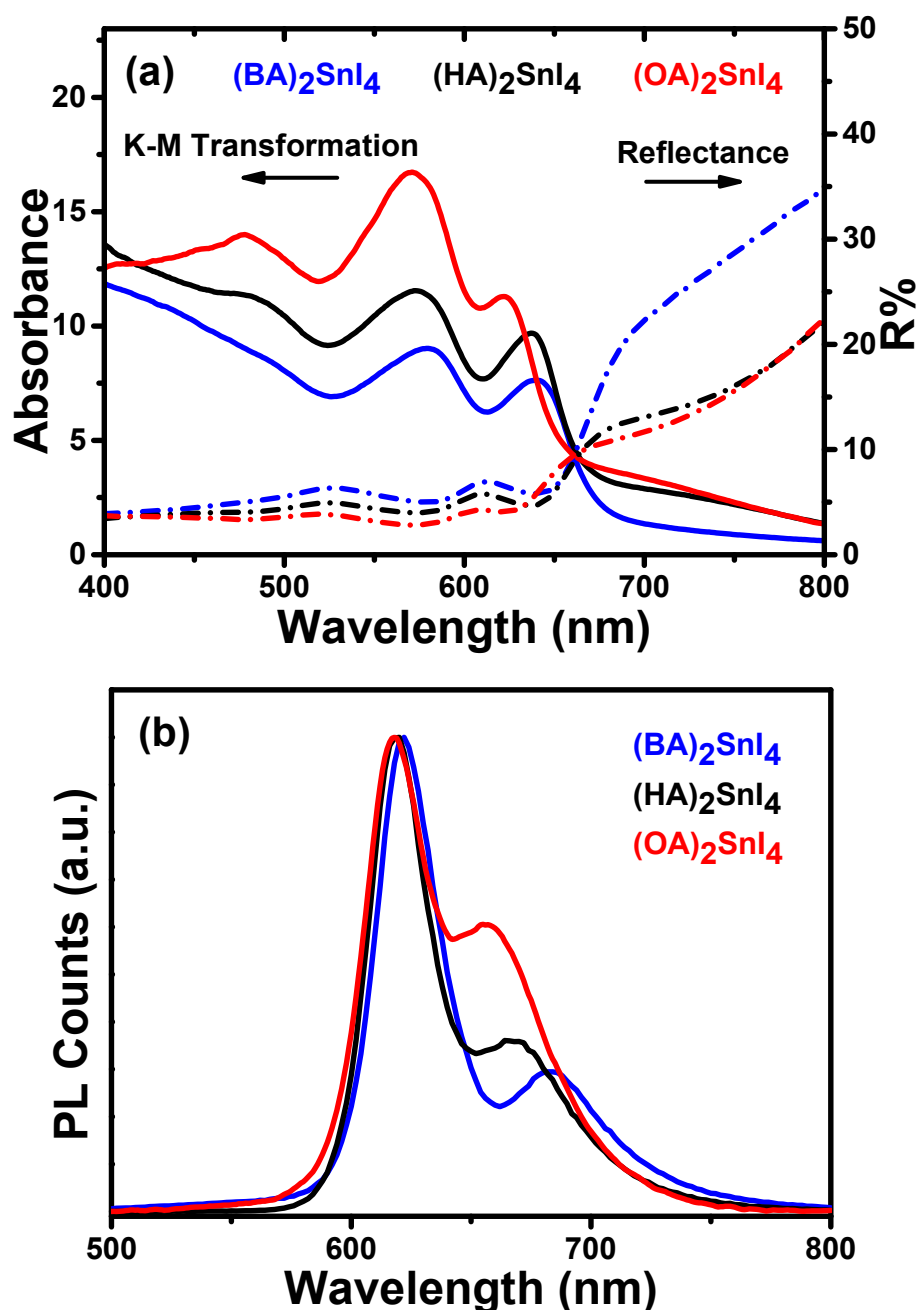 (a)
(BA)2SnI4 (HA)2SnI4 (OA)2SnI4
K-M Transformation
Reflectance
Absorbance
R%
0
5
10
15
20
0
10
20
30
40
50
400 500 600 700 800
Wavelength (nm)
(b)
(BA)2SnI4
(HA)2SnI4
(OA)2SnI4
PL Counts (a.u.)
500 600 700 800
Wavelength (nm)